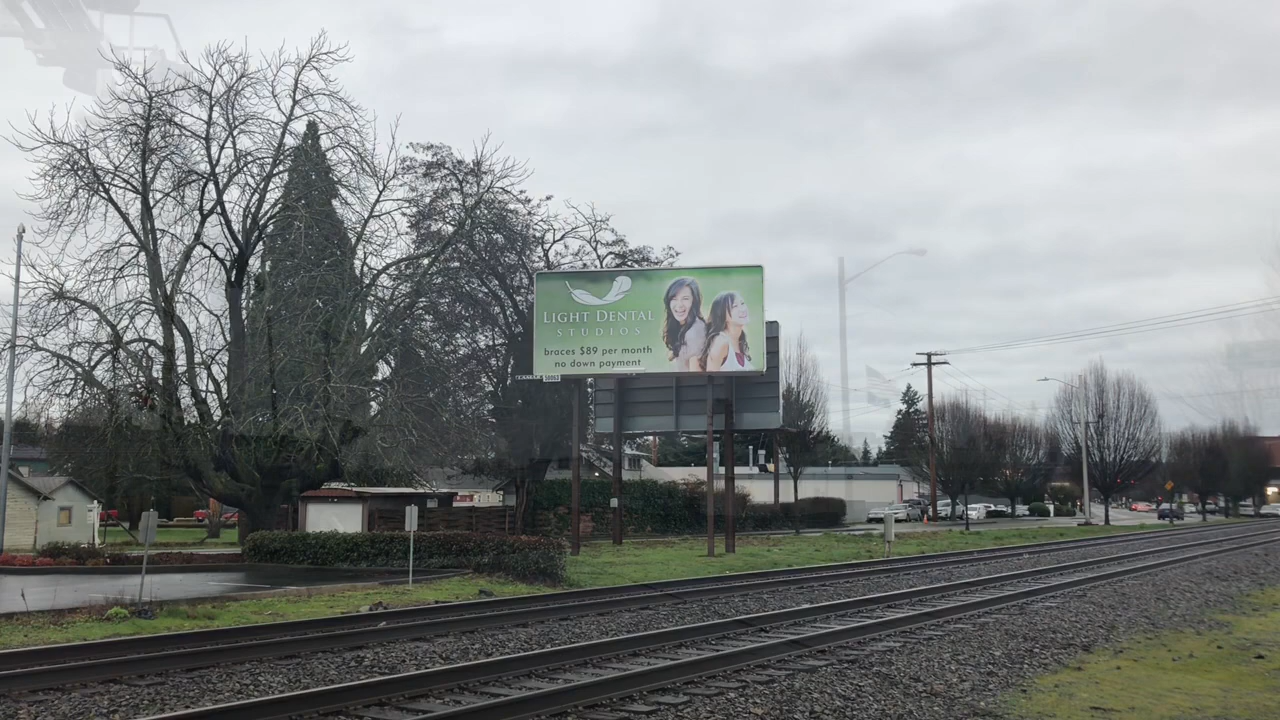 LIGHT DENTAL
STUDIOS
braces $89 per month
no down payment